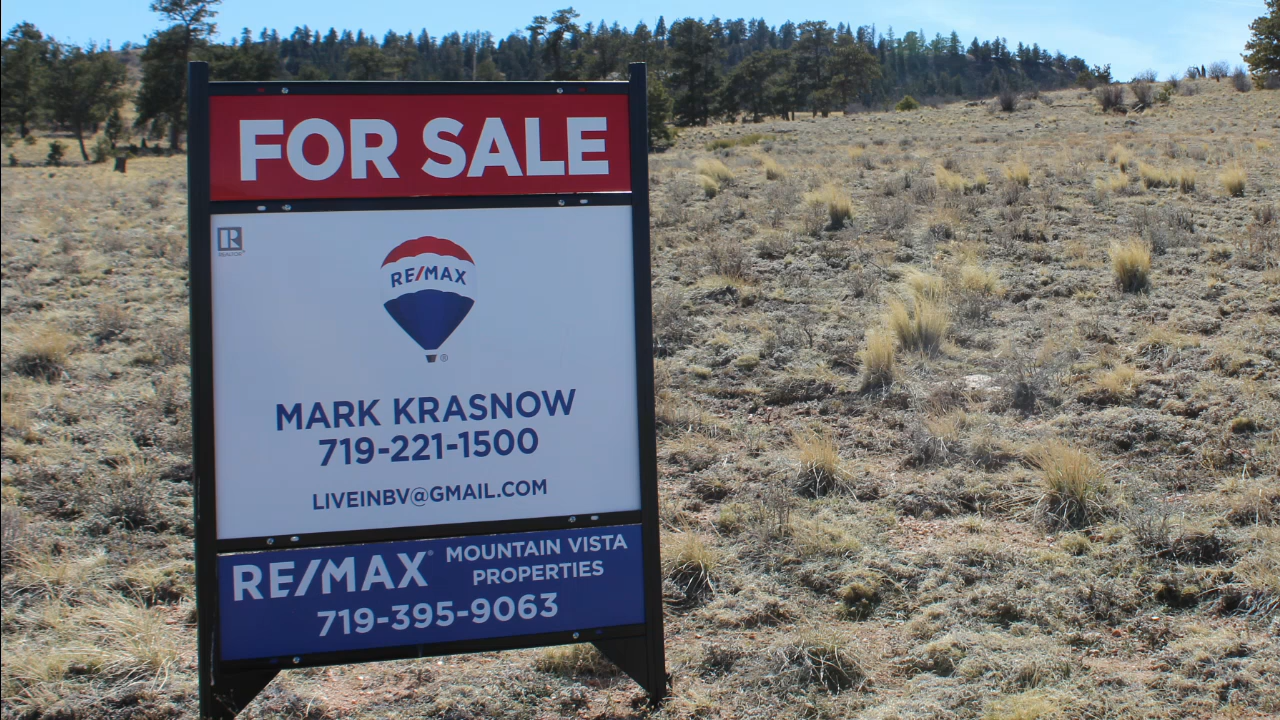 FOR SALE
REALTOR
RE/MAX
®
MARK KRASNOW
719-221-1500
LIVEINBV@GMAIL.COM
RE/MAX® MOUNTAIN VISTA
PROPERTIES
719-395-9063